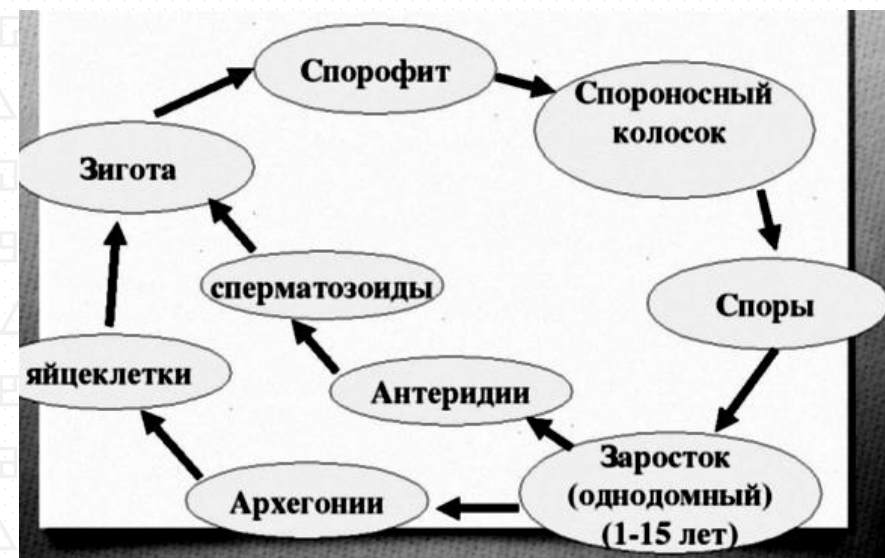 Спорофит
Спороносный
колосок
Зигота
сперматозоиды
Споры
яйцеклетки
Антеридии
Заросток
(однодомный)
(1-15 лет)
Архегонии